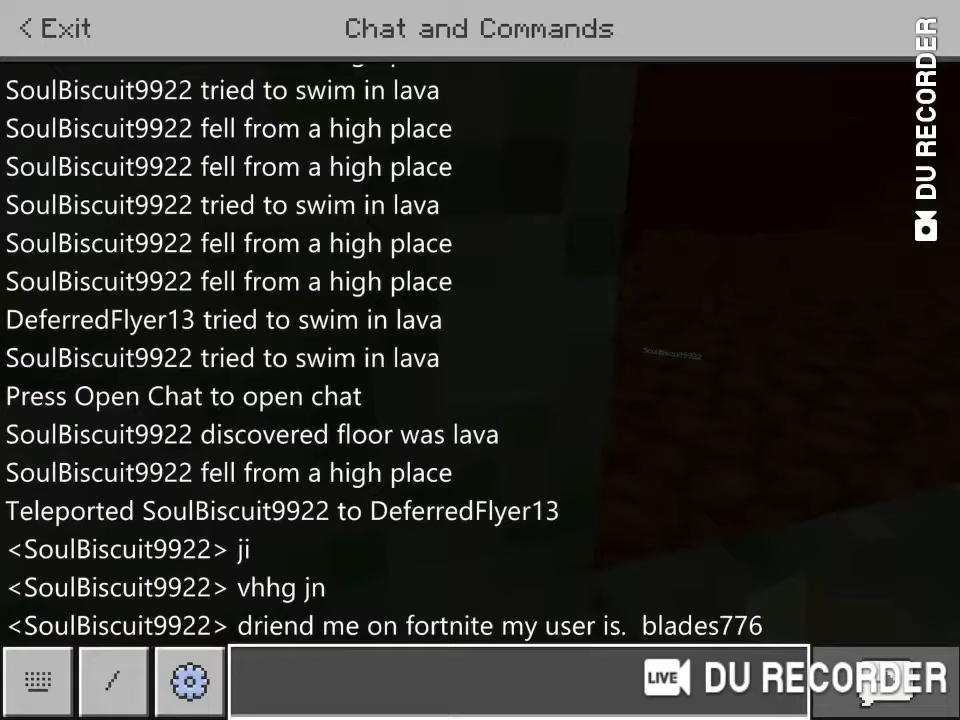 < Exit
Chat and Commands
SoulBiscuit9922 tried to swim in lava
SoulBiscuit9922 fell from a high place
SoulBiscuit9922 fell from a high place
SoulBiscuit9922 tried to swim in lava
SoulBiscuit9922 fell from a high place
SoulBiscuit9922 fell from a high place
DeferredFlyer13 tried to swim in lava
SoulBiscuit9922 tried to swim in lava
Press Open Chat to open chat
SoulBiscuit9922 discovered floor was lava
SoulBiscuit9922 fell from a high place
Teleported SoulBiscuit9922 to DeferredFlyer13
<SoulBiscuit9922> ji
<SoulBiscuit9922> vhhg jn
<SoulBiscuit9922> driend me on fortnite my user is.  blades776
SoulBiscuit9922
/
LIVE DU RECORDER
DU RECORDER